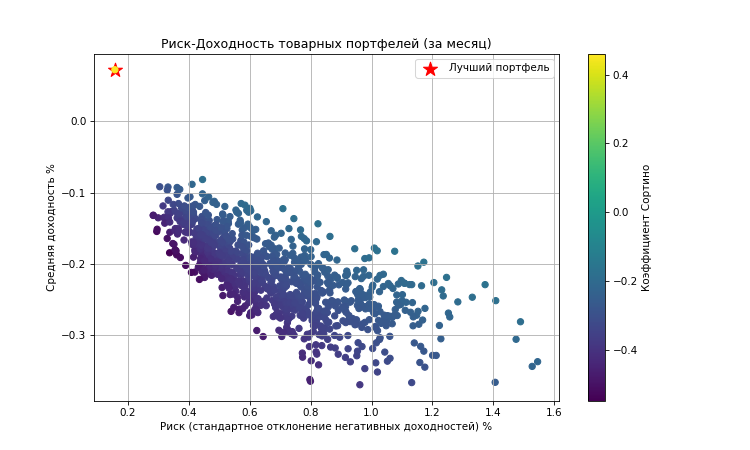 Риск-Доходность товарных портфелей (за месяц)
Лучший портфель
Средняя доходность %
0.0
−0.1
−0.2
−0.3
0.2 0.4 0.6 0.8 1.0 1.2 1.4 1.6
Риск (стандартное отклонение негативных доходностей) %
0.4
0.2
0.0
−0.2
−0.4
Коэффициент Сортино